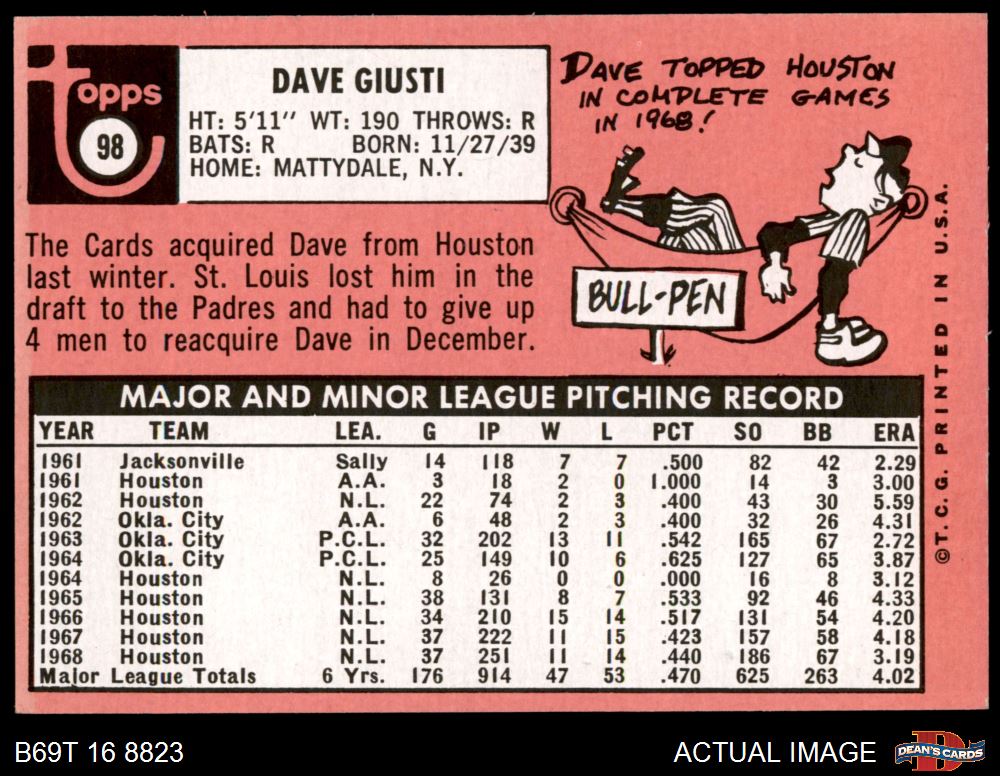 Topps
98
DAVE GIUSTI
HT: 5'11" WT: 190 THROWS: R
BATS: R BORN: 11/27/39
HOME: MATTYDALE, N.Y.
DAVE TOPPED HOUSTON
IN COMPLETE GAMES
IN 1968!
The Cards acquired Dave from Houston
last winter. St. Louis lost him in the
draft to the Padres and had to give up
4 men to reacquire Dave in December.
BULL-PEN
MAJOR AND MINOR LEAGUE PITCHING RECORD
YEAR TEAM LEA. G IP W L PCT SO BB ERA
1961 Jacksonville Sally 14 118 7 7 .500 82 42 2.29
1961 Houston A.A. 3 18 2 0 1.000 14 3 3.00
1962 Houston N.L. 22 74 2 3 .400 43 30 5.59
1962 Okla. City A.A. 6 48 2 3 .400 32 26 4.31
1963 Okla. City P.C.L. 32 202 13 11 .542 165 67 2.72
1964 Okla. City P.C.L. 25 149 10 6 .625 127 65 3.87
1964 Houston N.L. 8 26 0 0 .000 16 8 3.12
1965 Houston N.L. 38 131 8 7 .533 92 46 4.33
1966 Houston N.L. 34 210 15 14 .517 131 54 4.20
1967 Houston N.L. 37 222 11 15 .423 157 58 4.18
1968 Houston N.L. 37 251 11 14 .440 186 67 3.19
Major League Totals 6 Yrs. 176 914 47 53 .470 625 263 4.02
©T.C.G. PRINTED IN U.S.A.
B69T 16 8823
ACTUAL IMAGE
D
DEAN'S CARDS